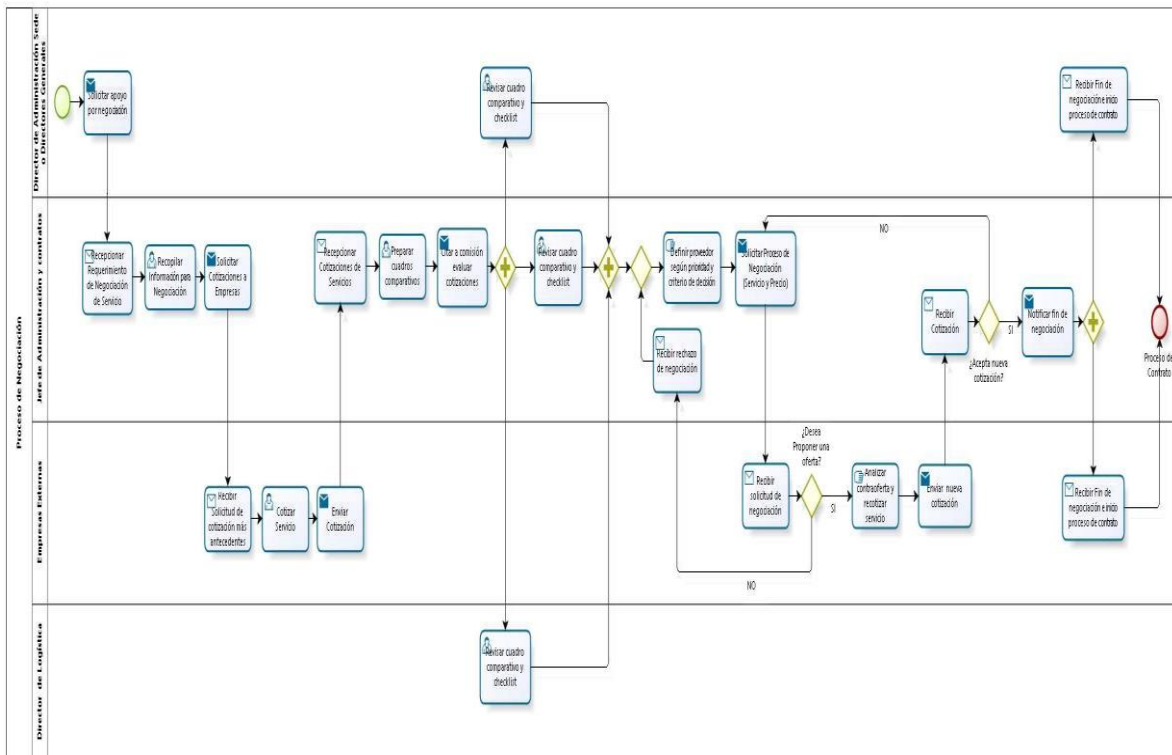 Proceso de Negociación
Director de Administración Sede
o Directores Generales
Solicitar apoyo
por negociación
Revisar cuadro
comparativo y
checklist
Recibir Fin de
negociación e inicio
proceso de contrato
Jefe de Administración y contratos
Recepcionar
Requerimiento
de Negociación
de Servicio
Recopilar
Información para
Negociación
Solicitar
Cotizaciones a
Empresas
Recepcionar
Cotizaciones de
Servicios
Preparar
cuadros
comparativos
Citar a comisión
evaluar
cotizaciones
Revisar cuadro
comparativo y
checklist
Definir proveedor
según prioridad y
criterio de decisión
Solicitar Proceso de
Negociación
(Servicio y Precio)
NO
Recibir rechazo
de negociación
Recibir
Cotización
¿Acepta nueva
cotización?
SI
Notificar fin de
negociación
Proceso de
Contrato
Empresas Externas
Recibir
Solicitud de
cotización más
antecedentes
Cotizar
Servicio
Enviar
Cotización
Recibir
solicitud de
negociación
¿Desea
Proponer una
oferta?
SI
NO
Analizar
contraoferta y
recotizar
servicio
Enviar nueva
cotización
Recibir Fin de
negociación e inicio
proceso de contrato
Director de Logística
Revisar cuadro
comparativo y
checklist